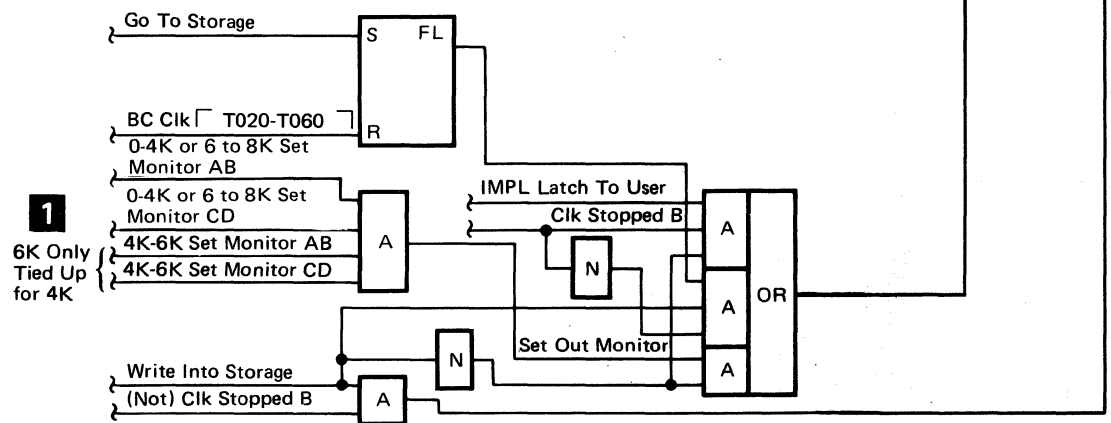 Go To Storage
S FL
BC Clk T020-T060
R
0-4K or 6 to 8K Set
Monitor AB
0-4K or 6 to 8K Set
Monitor CD
1
6K Only
Tied Up
for 4K
4K-6K Set Monitor AB
4K-6K Set Monitor CD
A
IMPL Latch To User
Clk Stopped B
N
A
A
A
OR
Set Out Monitor
N
Write Into Storage
(Not) Clk Stopped B
A